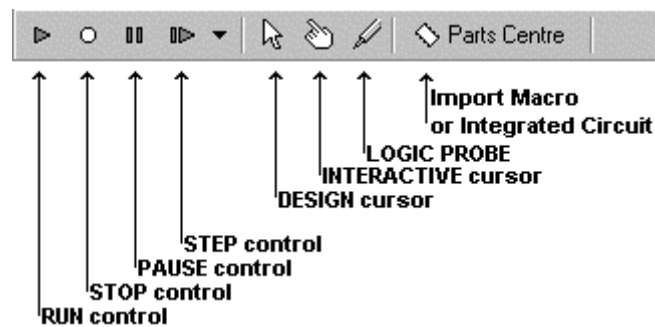 Parts Centre
Import Macro
or Integrated Circuit
LOGIC PROBE
INTERACTIVE cursor
DESIGN cursor
STEP control
PAUSE control
STOP control
RUN control